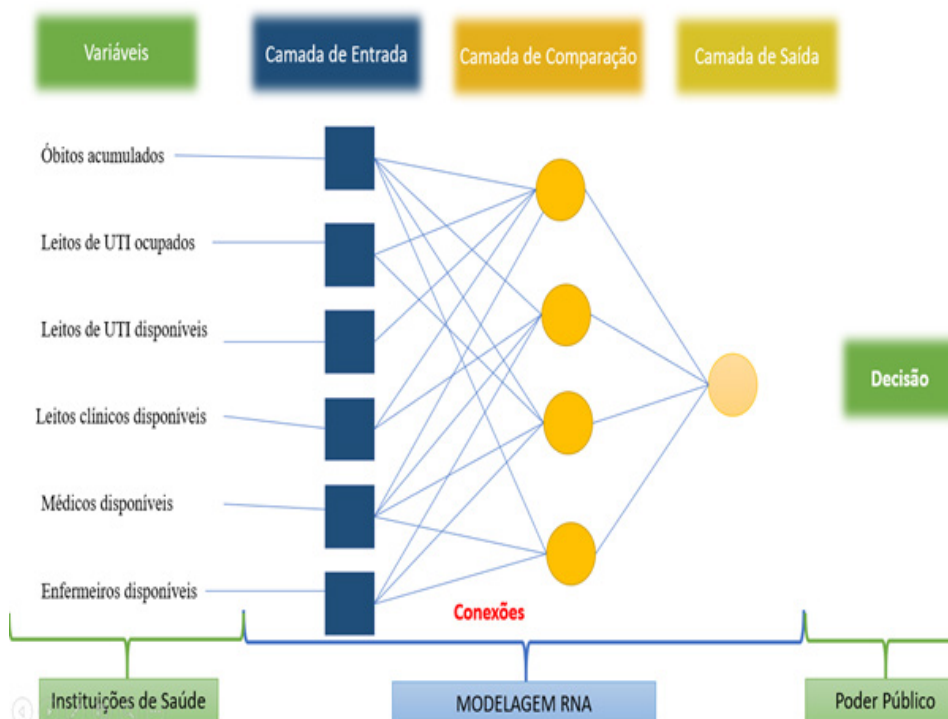 Variáveis
Camada de Entrada
Camada de Comparação
Camada de Saída
Óbitos acumulados
Leitos de UTI ocupados
Leitos de UTI disponíveis
Leitos clínicos disponíveis
Médicos disponíveis
Enfermeiros disponíveis
Decisão
Conexões
Instituições de Saúde
MODELAGEM RNA
Poder Público